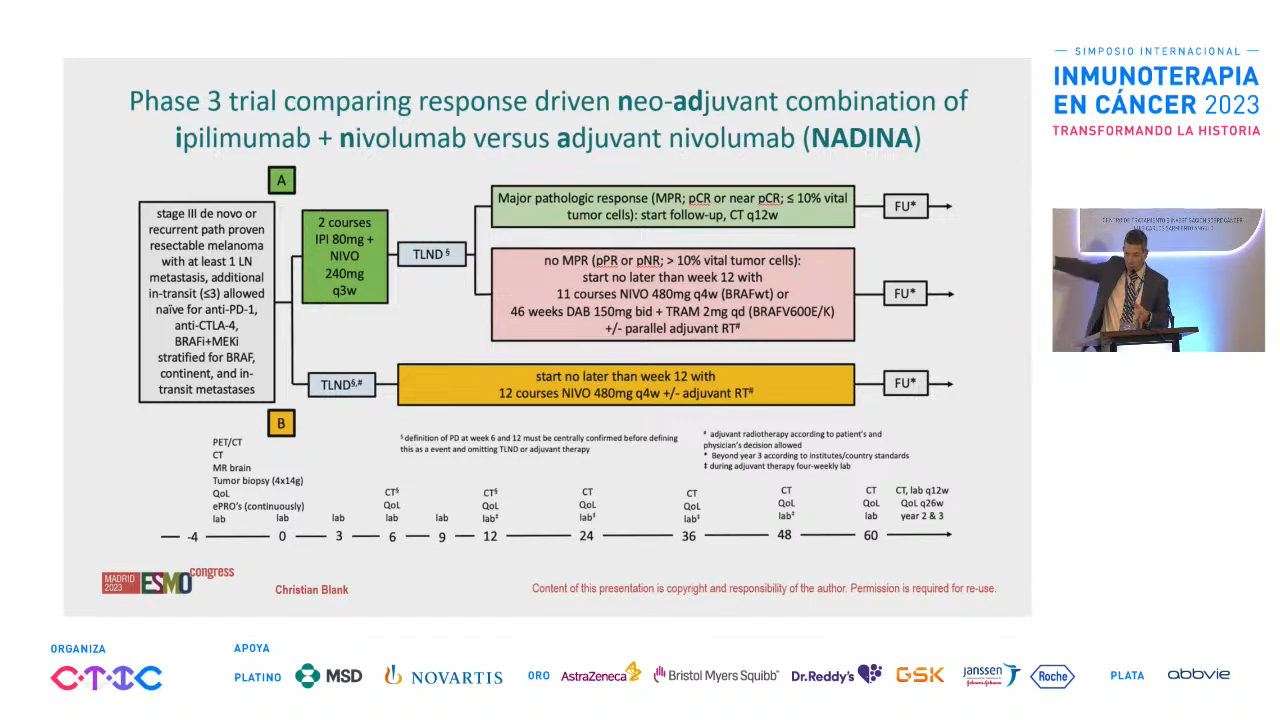 — SIMPOSIO INTERNACIONAL —
INMUNOTERAPIA
EN CÁNCER 2023
TRANSFORMANDO LA HISTORIA
Phase 3 trial comparing response driven neo-adjuvant combination of
ipilimumab + nivolumab versus adjuvant nivolumab (NADINA)
A
stage III de novo or
recurrent path proven
resectable melanoma
with at least 1 LN
metastasis, additional
in-transit (≤3) allowed
naïve for anti-PD-1,
anti-CTLA-4,
BRAFi+MEKi
stratified for BRAF,
continent, and in-
transit metastases
2 courses
IPI 80mg +
NIVO
240mg
q3w
TLND §
Major pathologic response (MPR; pCR or near pCR; ≤ 10% vital
tumor cells): start follow-up, CT q12w
FU*
no MPR (pPR or pNR; > 10% vital tumor cells):
start no later than week 12 with
11 courses NIVO 480mg q4w (BRAFwt) or
46 weeks DAB 150mg bid + TRAM 2mg qd (BRAFV600E/K)
+/- parallel adjuvant RT#
FU*
TLND§,#
start no later than week 12 with
12 courses NIVO 480mg q4w +/- adjuvant RT#
FU*
B
§ definition of PD at week 6 and 12 must be centrally confirmed before defining
this as a event and omitting TLND or adjuvant therapy
# adjuvant radiotherapy according to patient's and
physician's decision allowed
* Beyond year 3 according to institutes/country standards
‡ during adjuvant therapy four-weekly lab
PET/CT
CT
MR brain
Tumor biopsy (4x14g)
QoL
ePRO's (continuously)
lab
lab
lab
CT§
QoL
lab
lab
CT§
QoL
lab‡
CT
QoL
lab‡
CT
QoL
lab‡
CT
QoL
lab‡
CT
QoL
lab
CT, lab q12w
QoL q26w
year 2 & 3
-4 0 3 6 9 12 24 36 48 60
MADRID
2023
ESMO congress
Christian Blank
Content of this presentation is copyright and responsibility of the author. Permission is required for re-use.
CENTRO DE TRATAMIENTO E INVESTIGACIÓN SOBRE CÁNCER
LUIS CARLOS SARMIENTO ANGULO
ORGANIZA
CTIC
APOYA
PLATINO
MSD
NOVARTIS
ORO
AstraZeneca
Bristol Myers Squibb™
Dr.Reddy's
GSK
Janssen
Johnson&Johnson
Roche
PLATA
abbvie